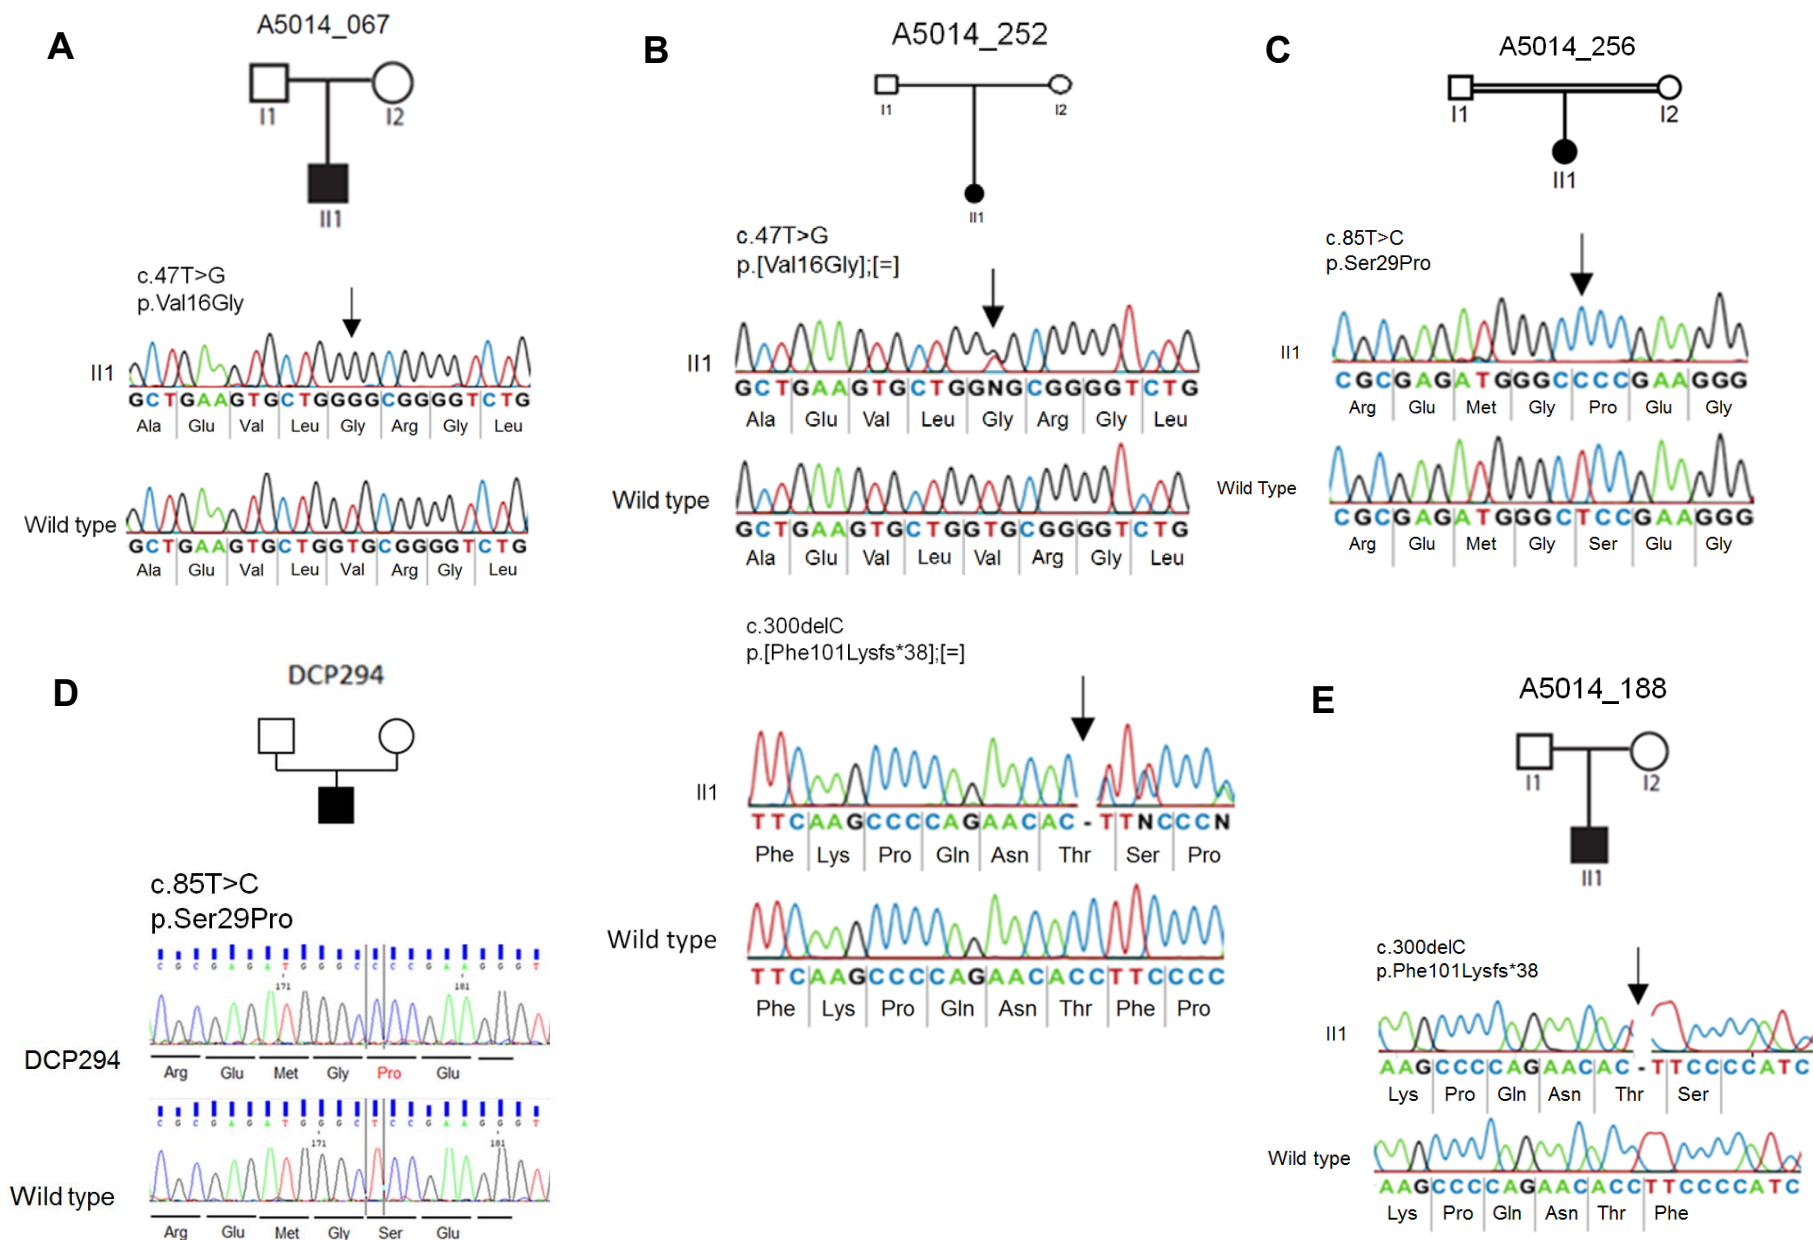 A
A5014_067
I1
I2
II1
c.47T>G
p.Val16Gly
II1
GCTGAAGTGCTGGGGCGGGGTCTG
Ala Glu Val Leu Gly Arg Gly Leu
Wild type
GCTGAAGTGCTGGTGCGGGGTCTG
Ala Glu Val Leu Val Arg Gly Leu
B
A5014_252
I1
I2
II1
c.47T>G
p.[Val16Gly];[=]
II1
GCTGAAGTGCTGGNGCGGGGTCTG
Ala Glu Val Leu Gly Arg Gly Leu
Wild type
GCTGAAGTGCTGGTGCGGGGTCTG
Ala Glu Val Leu Val Arg Gly Leu
c.300delC
p.[Phe101Lysfs*38];[=]
II1
TTCAAGCCCCAGAACAC-TTNCCCN
Phe Lys Pro Gln Asn Thr Ser Pro
Wild type
TTCAAGCCCCAGAACACCTTCCCC
Phe Lys Pro Gln Asn Thr Phe Pro
C
A5014_256
I1
I2
II1
c.85T>C
p.Ser29Pro
II1
CGCGAGATGGGCCCCGAAGGG
Arg Glu Met Gly Pro Glu Gly
Wild Type
CGCGAGATGGGCTCCGAAGGG
Arg Glu Met Gly Ser Glu Gly
D
DCP294
c.85T>C
p.Ser29Pro
CGCGAGATGGGCCCCGAAGGGT
171 181
DCP294
Arg Glu Met Gly Pro Glu
CGCGAGATGGGCTCCGAAGGGT
171 181
Wild type
Arg Glu Met Gly Ser Glu
E
A5014_188
I1
I2
II1
c.300delC
p.Phe101Lysfs*38
II1
AAGCCCCAGAACAC-TTCCCCATC
Lys Pro Gln Asn Thr Ser
Wild type
AAGCCCCAGAACACCTTCCCCATC
Lys Pro Gln Asn Thr Phe